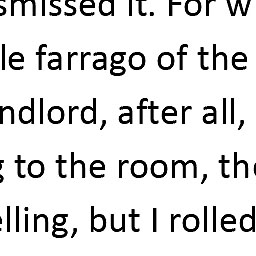 smissed it. For w
le farrago of the
ndlord, after all,
g to the room, the
elling, but I rolled